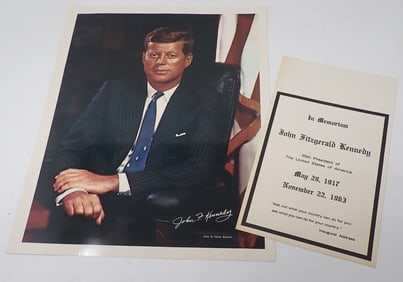 John F. Kennedy
In Memoriam
John Fitzgerald Kennedy
35th President of
The United States of America
May 29, 1917
November 22, 1963
"Ask not what your country can do for you;
ask what you can do for your country."
Inaugural Address